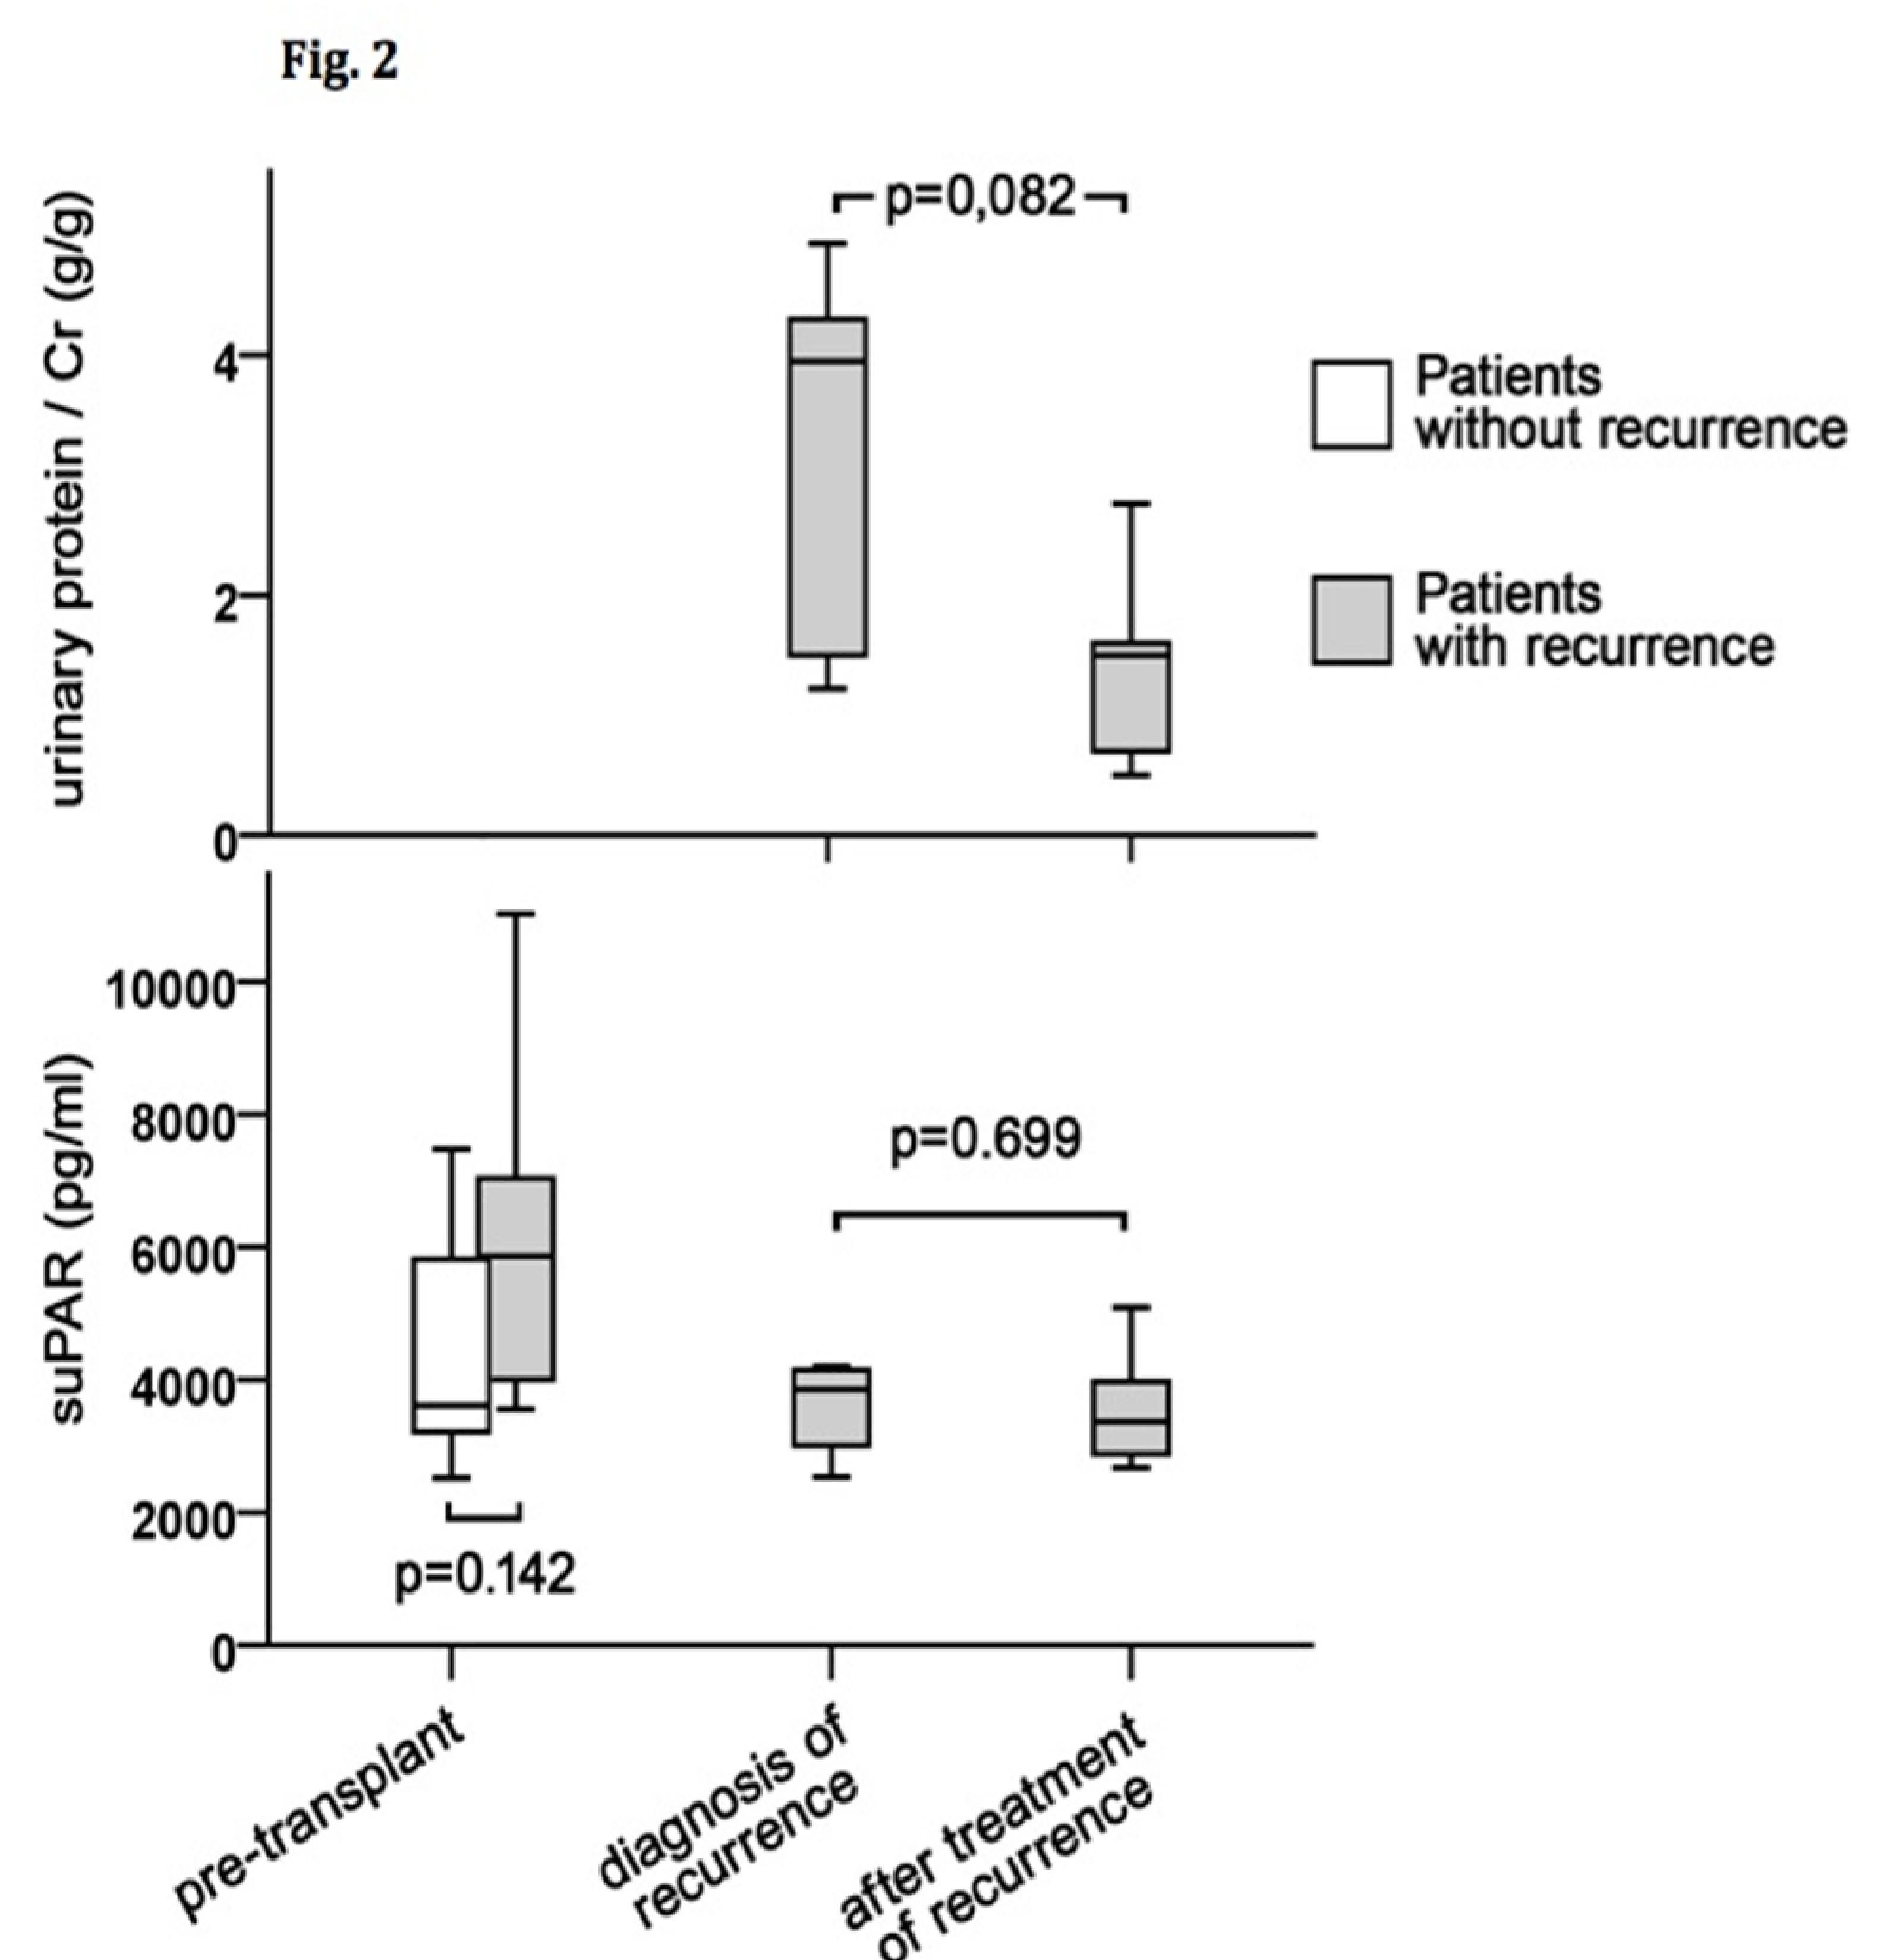 Fig. 2
urinary protein / Cr (g/g)
4
2
0
p=0,082
Patients
without recurrence
Patients
with recurrence
suPAR (pg/ml)
10000
8000
6000
4000
2000
0
p=0.699
p=0.142
pre-transplant
diagnosis of
recurrence
after treatment
of recurrence